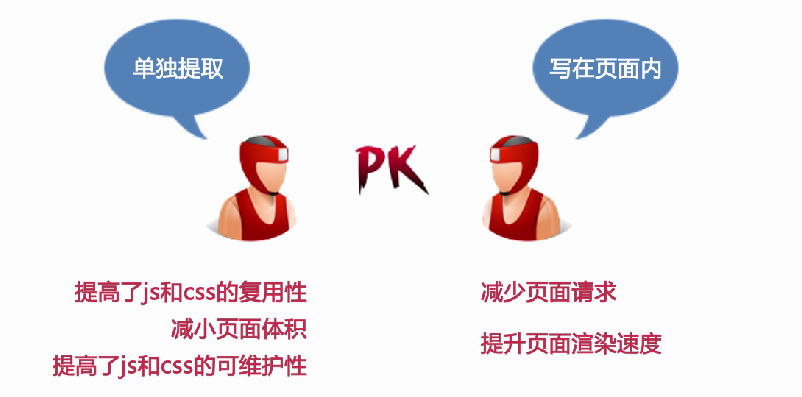 单独提取
写在页面内
PK
提高了js和css的复用性
减小页面体积
提高了js和css的可维护性
减少页面请求
提升页面渲染速度